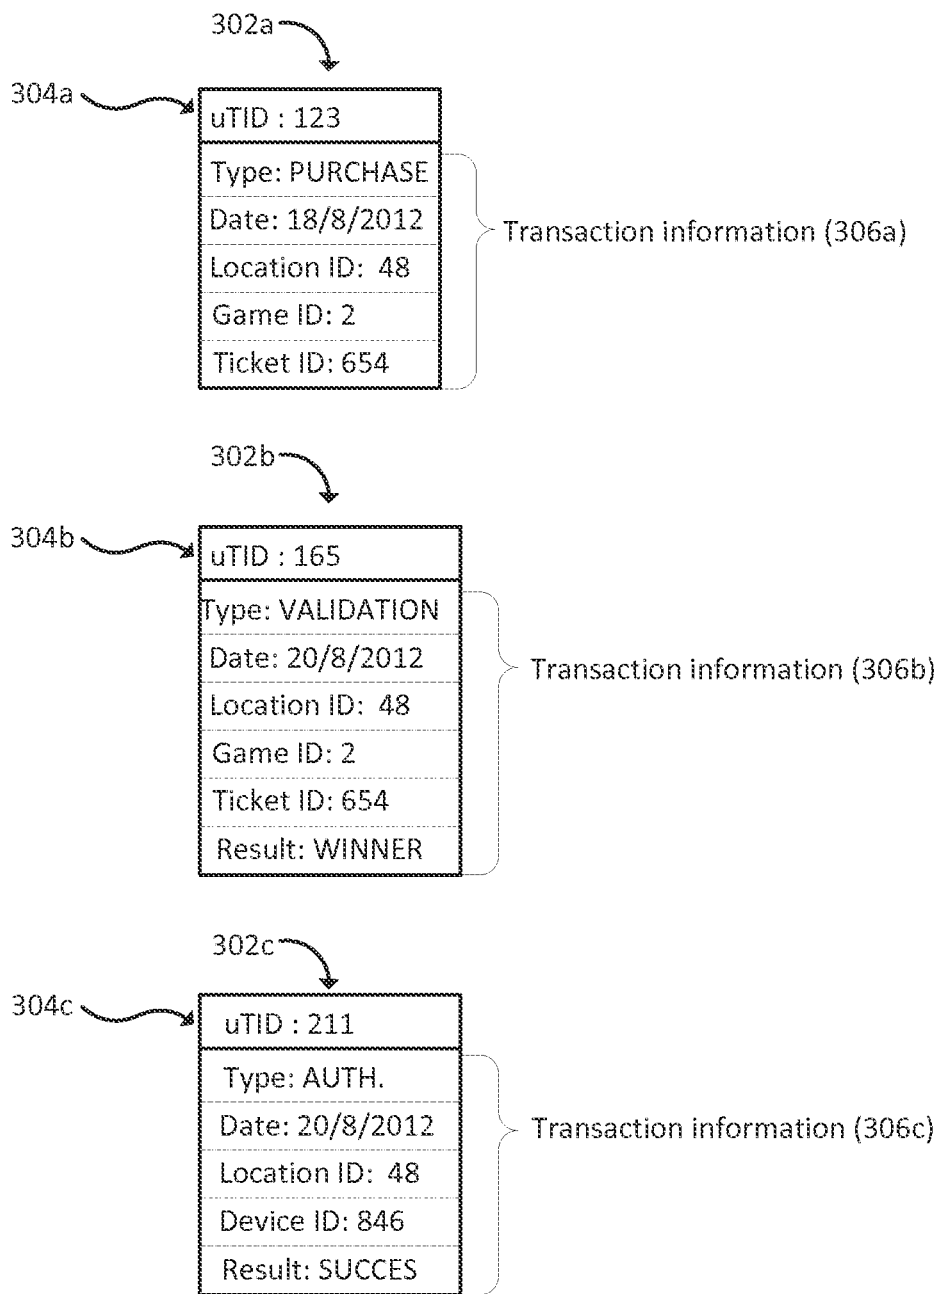 302a
304a
uTID : 123
Type: PURCHASE
Date: 18/8/2012
Transaction information (306a)
Location ID: 48
Game ID: 2
Ticket ID: 654
302b
304b
uTID : 165
Type: VALIDATION
Date: 20/8/2012
Transaction information (306b)
Location ID: 48
Game ID: 2
Ticket ID: 654
Result: WINNER
302c
304c
uTID : 211
Type: AUTH.
Date: 20/8/2012
Transaction information (306c)
Location ID: 48
Device ID: 846
Result: SUCCES